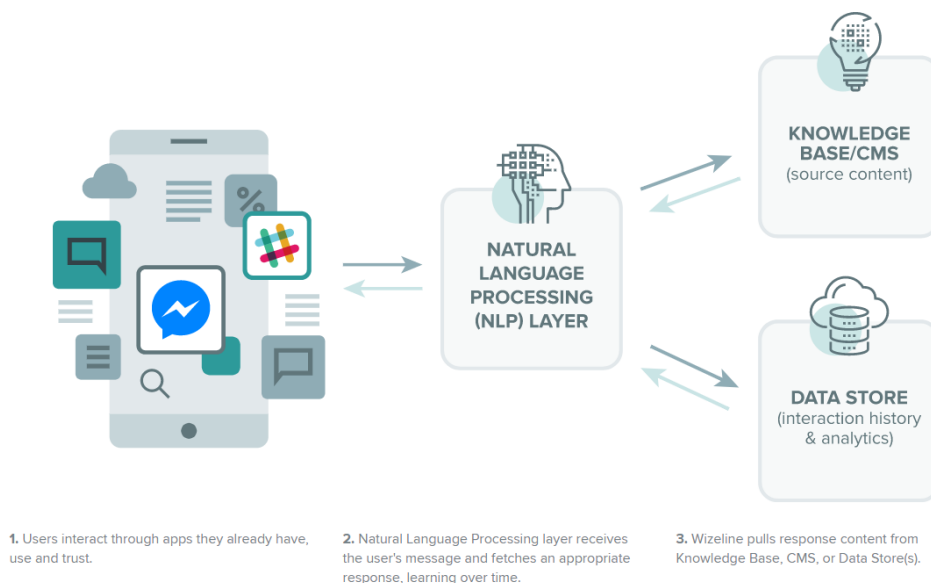 KNOWLEDGE
BASE/CMS
(source content)
%
NATURAL
LANGUAGE
PROCESSING
(NLP) LAYER
DATA STORE
(interaction history
& analytics)
1. Users interact through apps they already have,
use and trust.
2. Natural Language Processing layer receives
the user's message and fetches an appropriate
response, learning over time.
3. Wizeline pulls response content from
Knowledge Base, CMS, or Data Store(s).